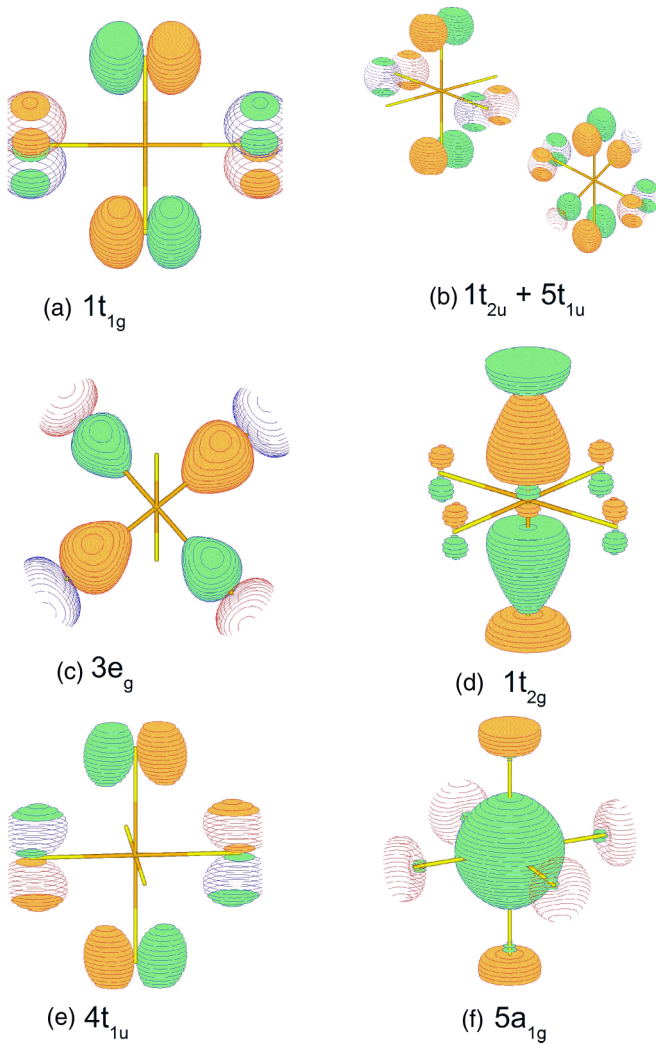 (a) 1t1g
(b) 1t2u + 5t1u
(c) 3eg
(d) 1t2g
(e) 4t1u
(f) 5a1g